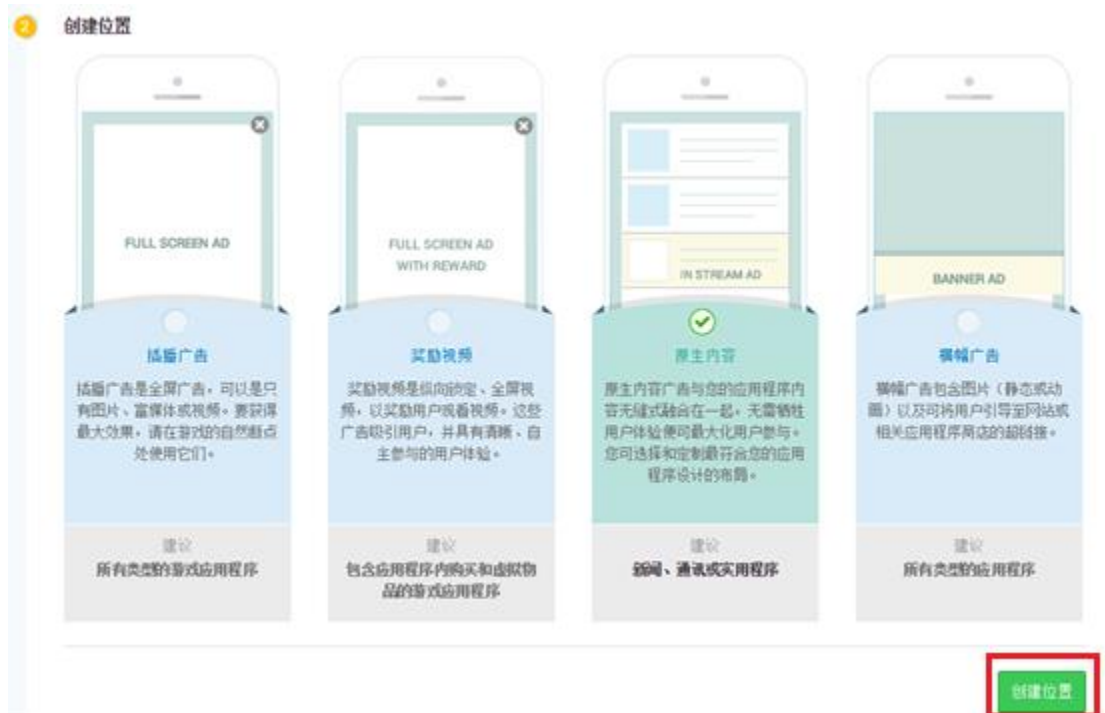 2
创建位置
FULL SCREEN AD
插播广告
插播广告是全屏广告，可以是只
有图片、富媒体或视频。要获得
最大效果，请在游戏的自然断点
处使用它们。
建议
所有类型的游戏应用程序
FULL SCREEN AD
WITH REWARD
奖励视频
奖励视频是纵向锁定、全屏视
频，以奖励用户观看视频。这些
广告吸引用户，并具有清晰、自
主参与的用户体验。
建议
包含应用程序内购买和虚拟物
品的游戏应用程序
IN STREAM AD
原生内容
原生内容广告与您的应用程序内
容无缝式融合在一起，无需牺牲
用户体验便可最大化用户参与。
您可选择和定制最符合您的应用
程序设计的布局。
建议
新闻、通讯或实用程序
BANNER AD
横幅广告
横幅广告包含图片（静态或动
画）以及可将用户引导至网站或
相关应用程序商店的超链接。
建议
所有类型的应用程序
创建位置